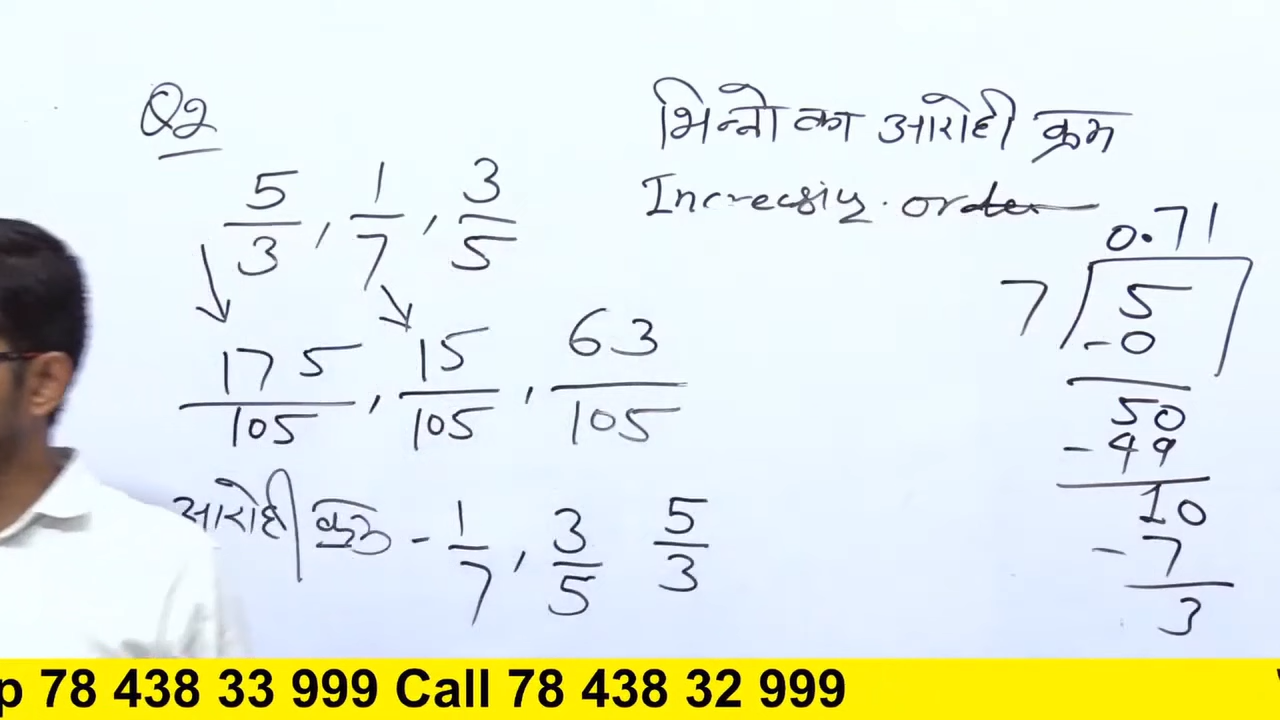 Q2
भिन्नो का आरोही क्रम
Increasing order
5/3, 1/7, 3/5
175/105, 15/105, 63/105
आरोही क्रम - 1/7, 3/5 5/3
0.71
7 5
-0
50
-49
10
-7
3
p 78 438 33 999 Call 78 438 32 999